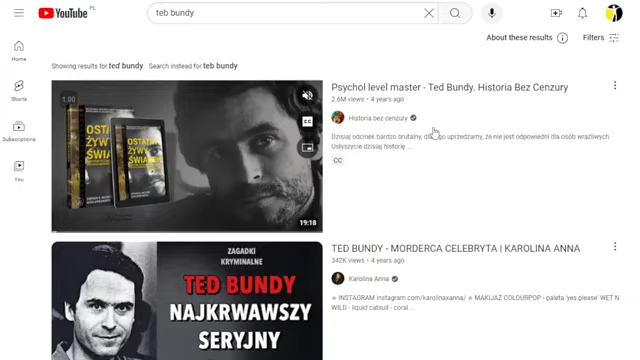 YouTube PL
teb bundy
About these results
Filters
Home
Shorts
Subscriptions
You
Showing results for ted bundy
Search instead for teb bundy
1:00
CC
19:18
Psychol level master - Ted Bundy. Historia Bez Cenzury
2.6M views • 4 years ago
Historia bez cenzury
Dzisiaj odcinek bardzo brutalny, uprzedzamy, że nie jest odpowiedni dla osób wrażliwych.
Usłyszycie dzisiaj historię ...
CC
ZAGADKI
KRYMINALNE
TED BUNDY
NAJKRWAWSZY
SERYJNY
TED BUNDY - MORDERCA CELEBRYTA | KAROLINA ANNA
342K views • 4 years ago
Karolina Anna
INSTAGRAM instagram.com/karolinaxanna/ MAKIJAŻ COLOURPOP - paleta 'yes please' WET N
WILD - liquid catsuit - coral ...